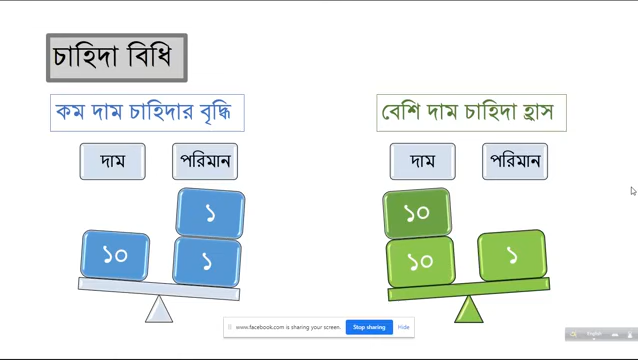 চাহিদা বিধি
কম দাম চাহিদার বৃদ্ধি
বেশি দাম চাহিদা হ্রাস
দাম পরিমান
দাম পরিমান
১
১০ ১
১০
১০ ১
www.facebook.com is sharing your screen. Stop sharing Hide